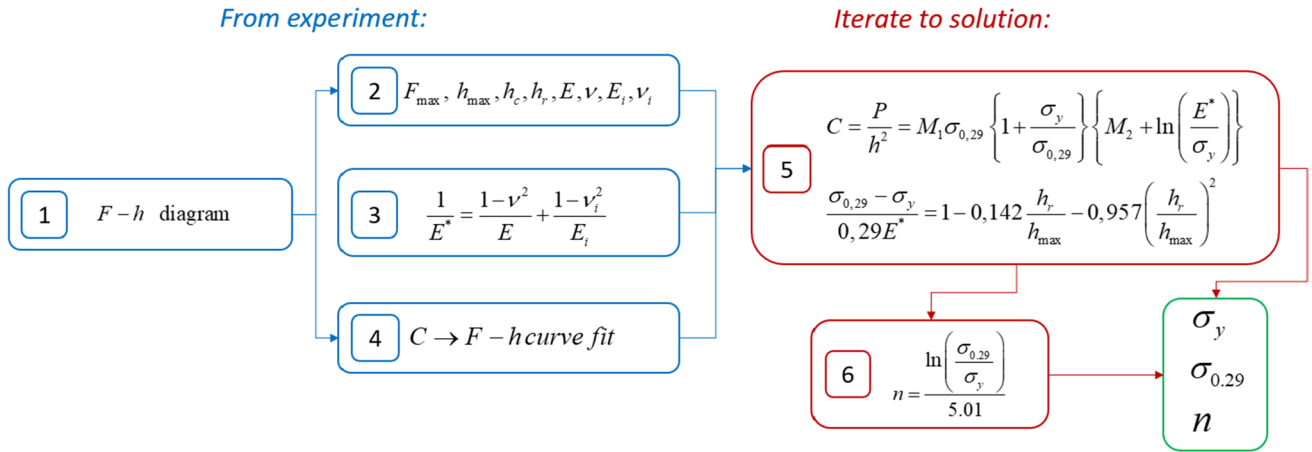 From experiment:
Iterate to solution:
1 F − h diagram
2 F_max, h_max, h_c, h_r, E, ν, E_i, ν_i
3 1/E* = (1−ν²)/E + (1−ν_i²)/E_i
4 C → F − h curve fit
5
C = P/h² = M₁σ_0,29 {1 + σ_y/σ_0,29} {M₂ + ln(E*/σ_y)}
(σ_0,29 − σ_y)/(0,29E*) = 1 − 0,142 h_r/h_max − 0,957 (h_r/h_max)²
6 n = ln(σ_0.29/σ_y)/5.01
σ_y
σ_0.29
n